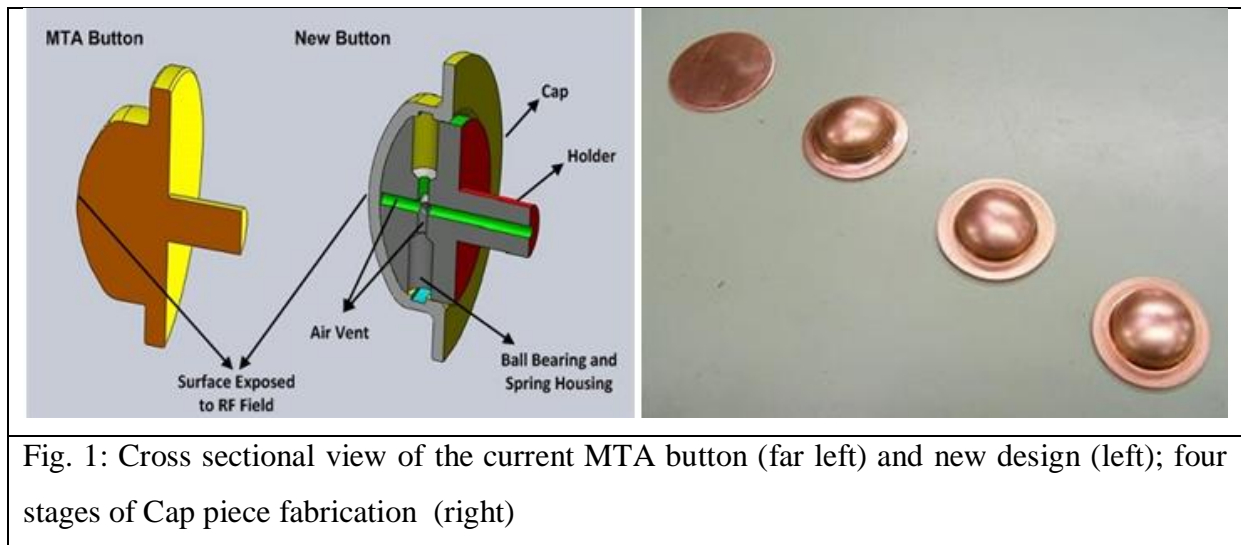 MTA Button
New Button
Cap
Holder
Air Vent
Ball Bearing and
Spring Housing
Surface Exposed
to RF Field
Fig. 1: Cross sectional view of the current MTA button (far left) and new design (left); four
stages of Cap piece fabrication (right)